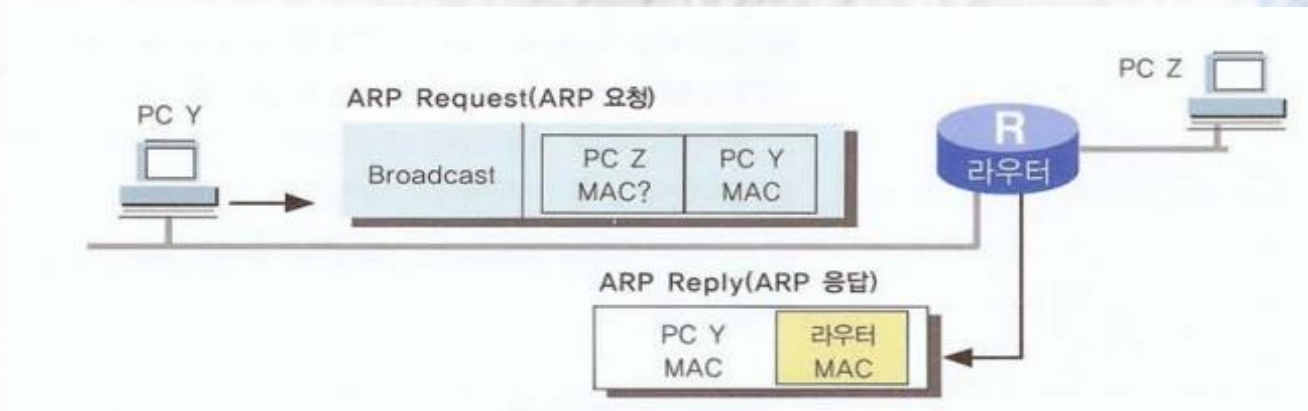 PC Y
ARP Request(ARP 요청)
Broadcast
PC Z
MAC?
PC Y
MAC
R
라우터
PC Z
ARP Reply(ARP 응답)
PC Y
MAC
라우터
MAC